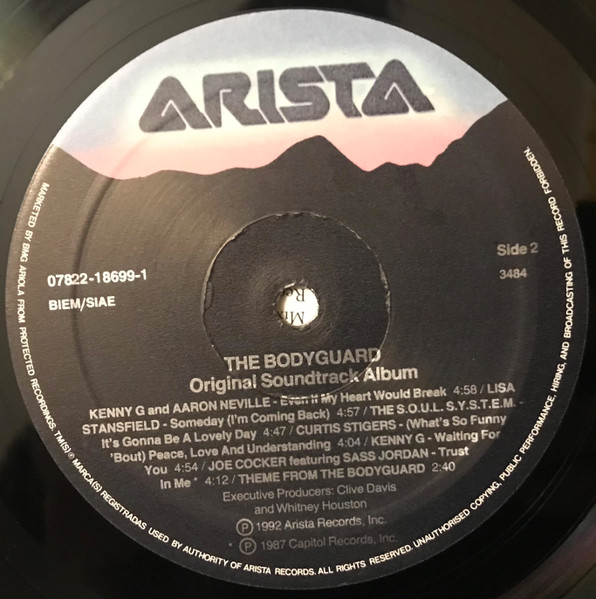 ARISTA
07822-18699-1
BIEM/SIAE
Side 2
3484
THE BODYGUARD
Original Soundtrack Album
KENNY G and AARON NEVILLE - Even If My Heart Would Break 4:58 / LISA
STANSFIELD - Someday (I'm Coming Back) 4:57 / THE S.O.U.L. S.Y.S.T.E.M. -
It's Gonna Be A Lovely Day 4:47 / CURTIS STIGERS - (What's So Funny
'Bout) Peace, Love And Understanding 4:04 / KENNY G - Waiting For
You 4:54 / JOE COCKER featuring SASS JORDAN - Trust
In Me * 4:12 / THEME FROM THE BODYGUARD 2:40
Executive Producers: Clive Davis
and Whitney Houston
Ⓟ 1992 Arista Records, Inc.
* Ⓟ 1987 Capitol Records, Inc.
MARKETED BY BMG ARIOLA FROM PROTECTED RECORDINGS. TM(S)® MARCA(S) REGISTRADAS USED BY AUTHORITY OF ARISTA RECORDS. ALL RIGHTS RESERVED. UNAUTHORISED COPYING, PUBLIC PERFORMANCE, HIRING, AND BROADCASTING OF THIS RECORD FORBIDDEN.